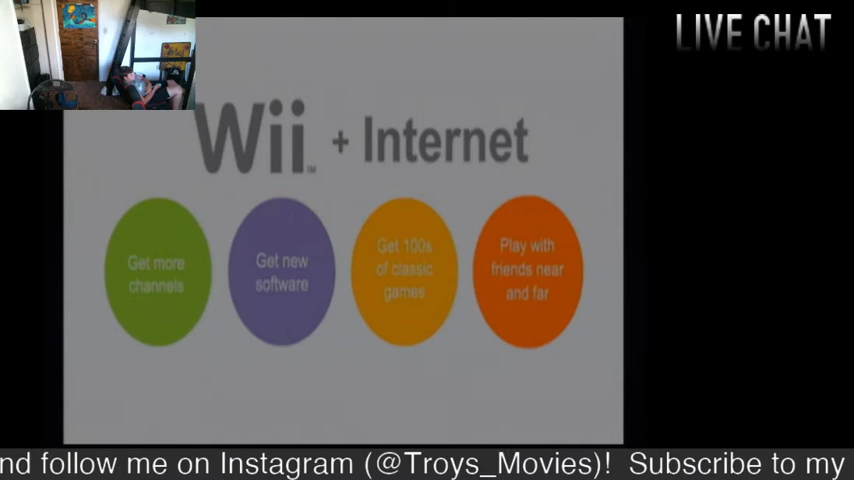 LIVE CHAT
Wii™ + Internet
Get more
channels
Get new
software
Get 100s
of classic
games
Play with
friends near
and far
nd follow me on Instagram (@Troys_Movies)!  Subscribe to my